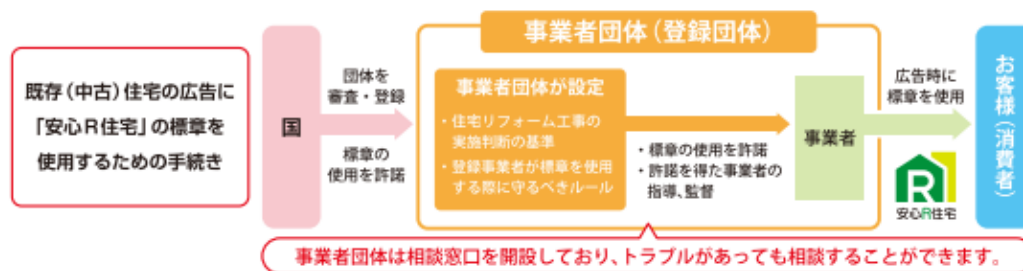 既存(中古)住宅の広告に
「安心R住宅」の標章を
使用するための手続き
国
団体を
審査・登録
標章の
使用を許諾
事業者団体(登録団体)
事業者団体が設定
・住宅リフォーム工事の
実施判断の基準
・登録事業者が標章を使用
する際に守るべきルール
・標章の使用を許諾
・許諾を得た事業者の
指導、監督
事業者
広告時に
標章を使用
R
安心R住宅
お客様(消費者)
事業者団体は相談窓口を開設しており、トラブルがあっても相談することができます。